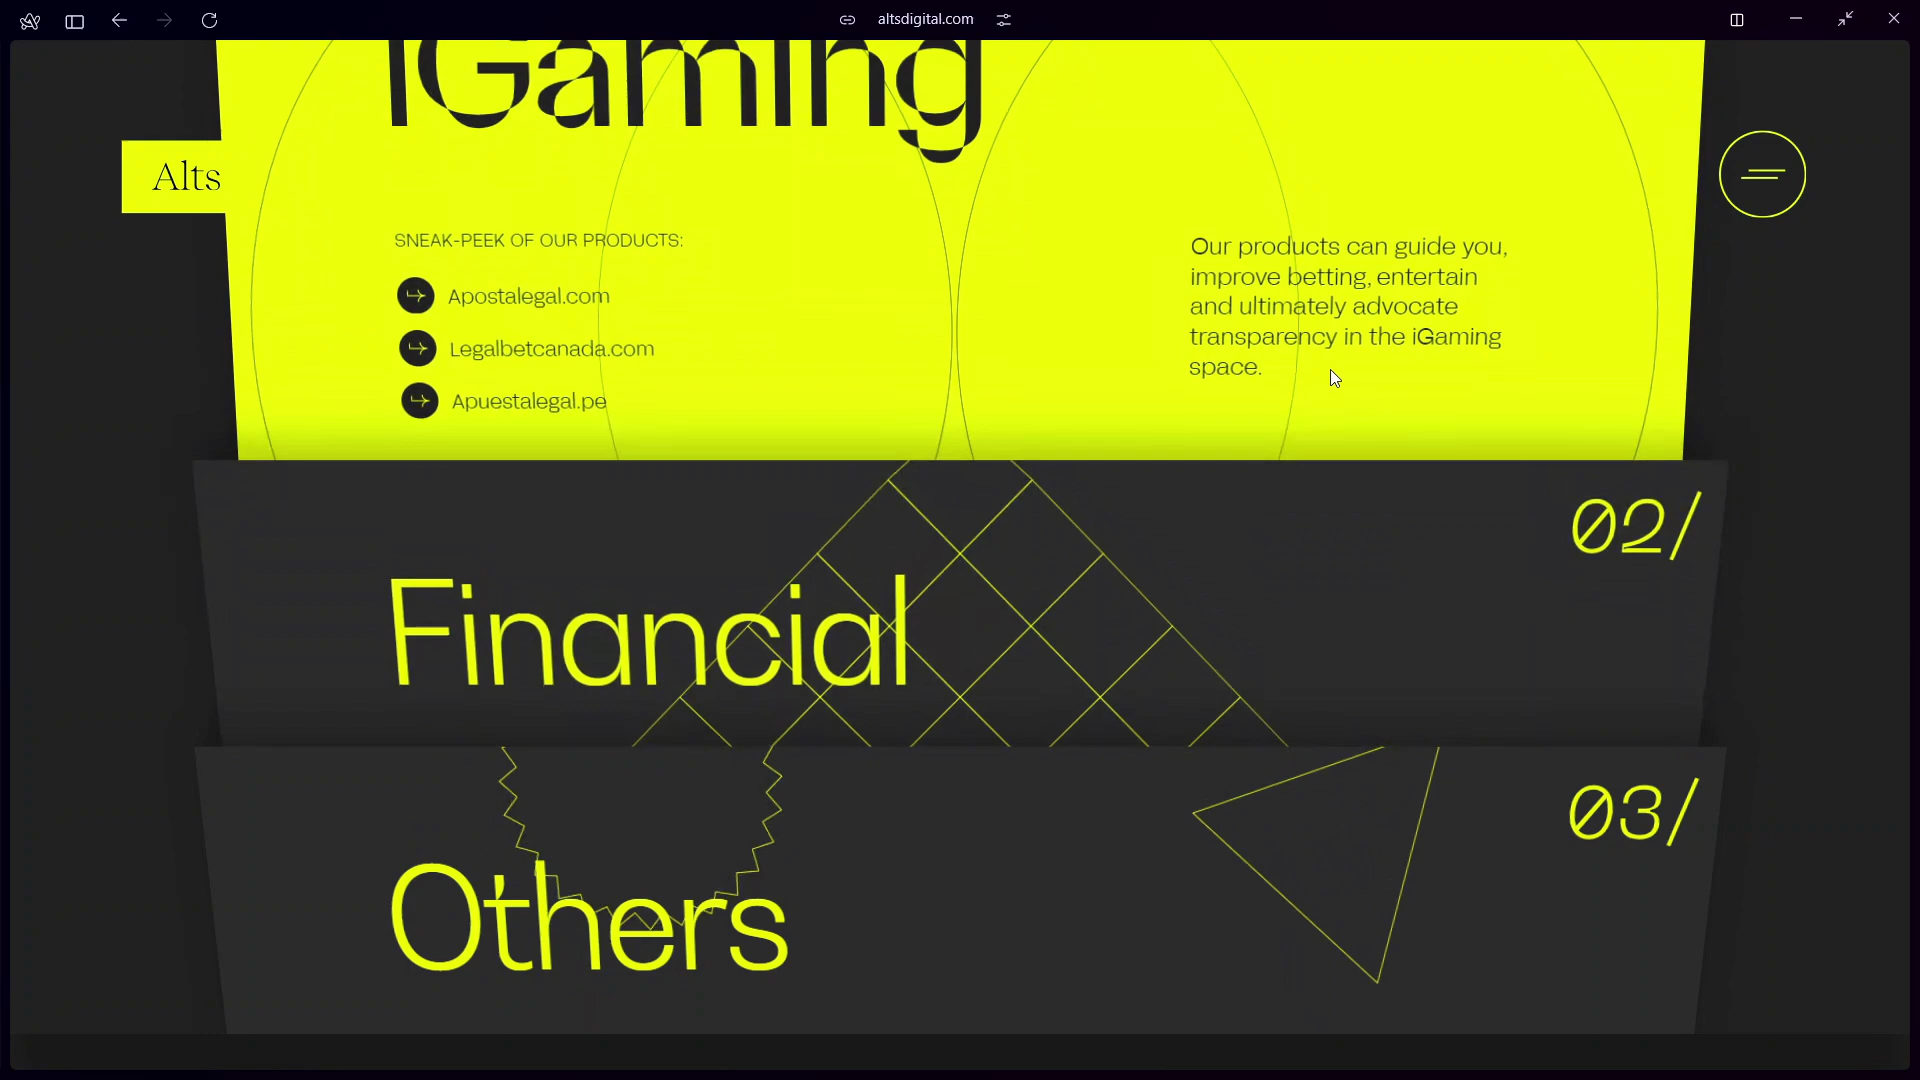 altsdigital.com
iGaming
Alts
SNEAK-PEEK OF OUR PRODUCTS:
Apostalegal.com
Legalbetcanada.com
Apuestalegal.pe
Our products can guide you,
improve betting, entertain
and ultimately advocate
transparency in the iGaming
space.
02/
Financial
03/
Others